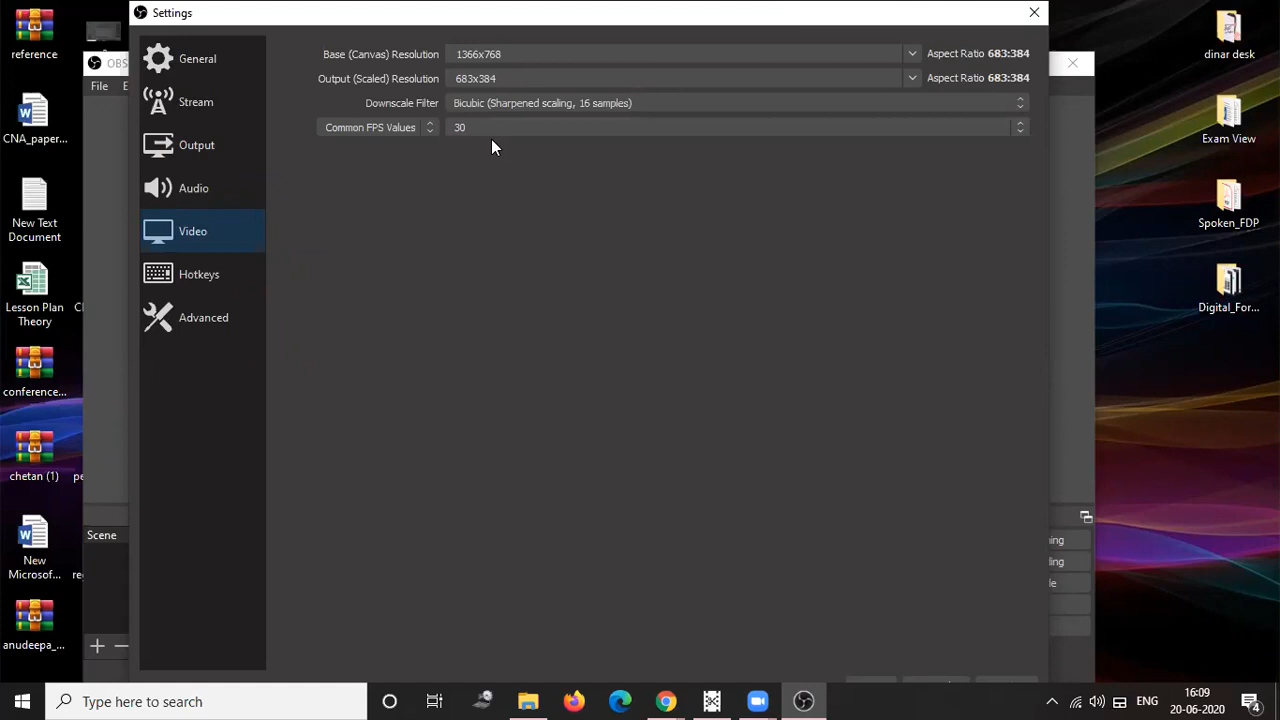 reference
CNA_paper...
New Text
Document
Lesson Plan
Theory
conference...
chetan (1)
New
Microsof...
anudeepa_...
OBS
File
Scene
Settings
General
Stream
Output
Audio
Video
Hotkeys
Advanced
Base (Canvas) Resolution 1366x768 Aspect Ratio 683:384
Output (Scaled) Resolution 683x384 Aspect Ratio 683:384
Downscale Filter Bicubic (Sharpened scaling, 16 samples)
Common FPS Values 30
dinar desk
Exam View
Spoken_FDP
Digital_For...
Type here to search
ENG
16:09
20-06-2020
4